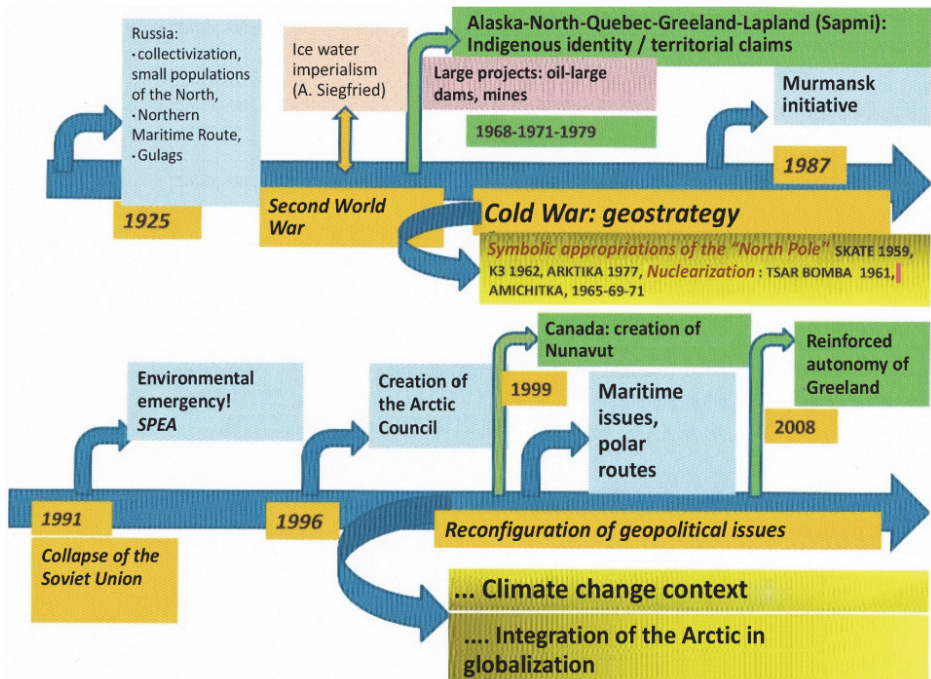 Russia:
·collectivization,
small populations
of the North,
·Northern
Maritime Route,
·Gulags
Ice water
imperialism
(A. Siegfried)
Alaska-North-Quebec-Greeland-Lapland (Sapmi):
Indigenous identity / territorial claims
Large projects: oil-large
dams, mines
1968-1971-1979
Murmansk
initiative
1925
Second World
War
1987
Cold War: geostrategy
Symbolic appropriations of the “North Pole” SKATE 1959,
K3 1962, ARKTIKA 1977, Nuclearization : TSAR BOMBA 1961,
AMICHITKA, 1965-69-71
Environmental
emergency!
SPEA
Creation of
the Arctic
Council
Canada: creation of
Nunavut
1999
Maritime
issues,
polar
routes
Reinforced
autonomy of
Greeland
2008
1991
Collapse of the
Soviet Union
1996
Reconfiguration of geopolitical issues
... Climate change context
.... Integration of the Arctic in
globalization